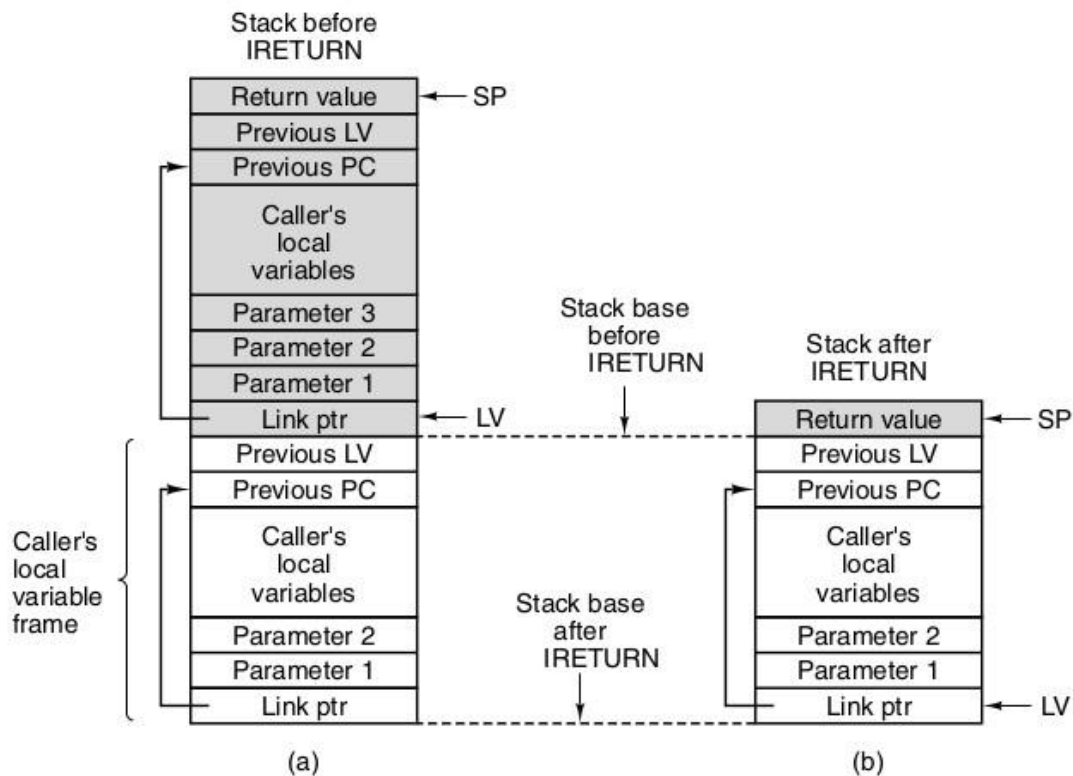 Stack before
IRETURN
Return value
SP
Previous LV
Previous PC
Caller's
local
variables
Parameter 3
Parameter 2
Parameter 1
Link ptr
LV
Previous LV
Previous PC
Caller's
local
variables
Parameter 2
Parameter 1
Link ptr
Caller's
local
variable
frame
(a)
Stack base
before
IRETURN
Stack base
after
IRETURN
Stack after
IRETURN
Return value
SP
Previous LV
Previous PC
Caller's
local
variables
Parameter 2
Parameter 1
Link ptr
LV
(b)